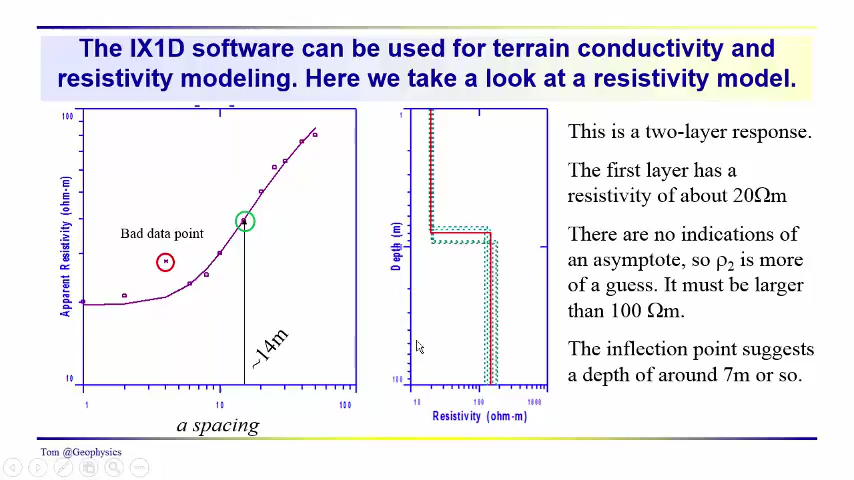 The IX1D software can be used for terrain conductivity and
resistivity modeling. Here we take a look at a resistivity model.
100
Apparent Resistivity (ohm-m)
Bad data point
~14m
10
1
10
100
a spacing
1
Depth (m)
10
100
10
100
1000
Resistivity (ohm-m)
This is a two-layer response.
The first layer has a
resistivity of about 20Ωm
There are no indications of
an asymptote, so ρ2 is more
of a guess. It must be larger
than 100 Ωm.
The inflection point suggests
a depth of around 7m or so.
Tom @Geophysics